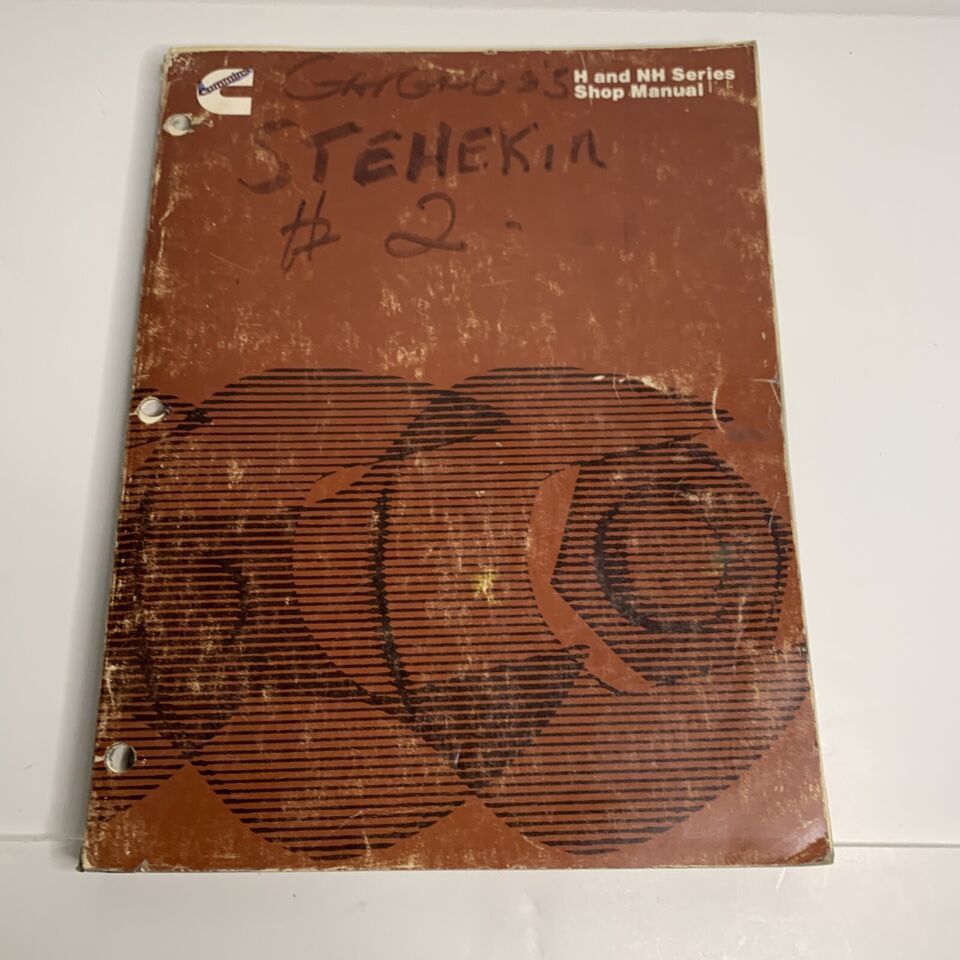 cummins
H and NH Series
Shop Manual
STEHEKIn
# 2